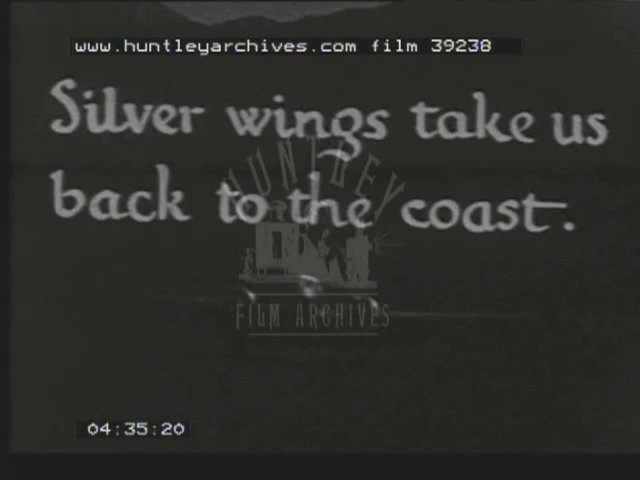 www.huntleyarchives.com film 39238
Silver wings take us
back to the coast.
HUNTLEY
FILM ARCHIVES
04:35:20